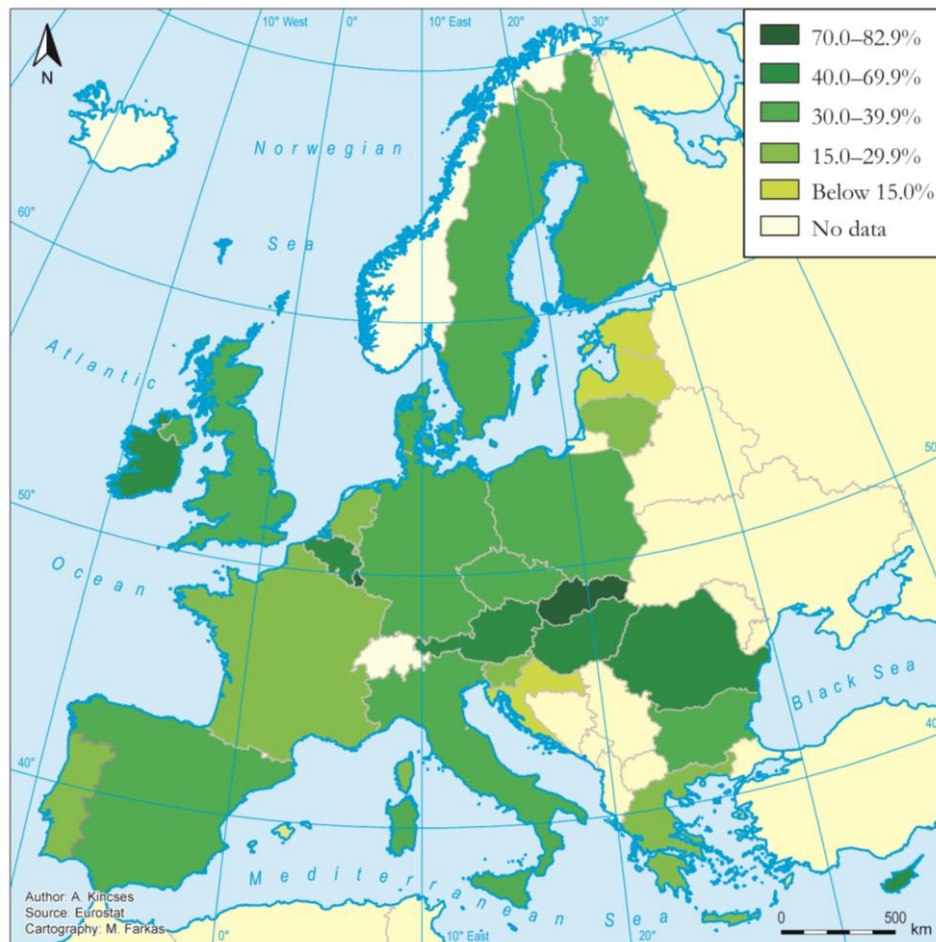 10° West
0°
10° East
20°
30°
70.0–82.9%
40.0–69.9%
30.0–39.9%
15.0–29.9%
Below 15.0%
No data
N
Norwegian
Sea
60°
Atlantic
50°
50°
Ocean
Black Sea
40°
40°
Mediterranean Sea
Author: A. Kincses
Source: Eurostat
Cartography: M. Farkas
0°
10° East
20°
0
500
km